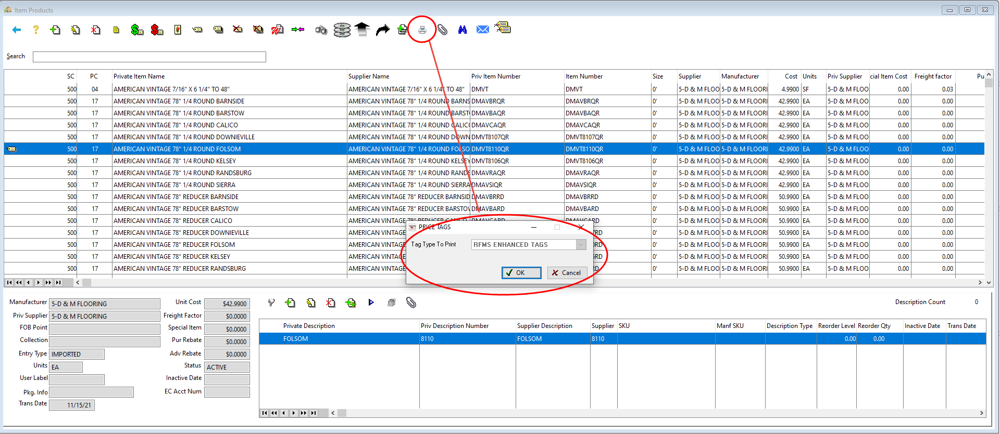 Item Products
Search
SC PC Private Item Name Supplier Name Priv Item Number Item Number Size Supplier Manufacturer Cost Units Priv Supplier cial Item Cost Freight factor Pu
500 04 AMERICAN VINTAGE 7/16" X 6 1/4" TO 48" AMERICAN VINTAGE 7/16" X 6 1/4" TO 48" DMVT DMVT 0' 5-D & M FLOO 5-D & M FLOORI 4.9900 SF 5-D & M FLOO 0.00 0.03
500 17 AMERICAN VINTAGE 78" 1/4 ROUND BARNSIDE AMERICAN VINTAGE 78" 1/4 ROUND BARNS DMAVBRQR DMAVBRQR 0' 5-D & M FLOO 5-D & M FLOORI 42.9900 EA 5-D & M FLOO 0.00 0.00
500 17 AMERICAN VINTAGE 78" 1/4 ROUND BARSTOW AMERICAN VINTAGE 78" 1/4 ROUND BARST DMAVBAQR DMAVBAQR 0' 5-D & M FLOO 5-D & M FLOORI 42.9900 EA 5-D & M FLOO 0.00 0.00
500 17 AMERICAN VINTAGE 78" 1/4 ROUND CALICO AMERICAN VINTAGE 78" 1/4 ROUND CALIC DMAVCAQR DMAVCAQR 0' 5-D & M FLOO 5-D & M FLOORI 42.9900 EA 5-D & M FLOO 0.00 0.00
500 17 AMERICAN VINTAGE 78" 1/4 ROUND DOWNIEVILLE AMERICAN VINTAGE 78" 1/4 ROUND DOWN DMVT8107QR DMVT8107QR 0' 5-D & M FLOO 5-D & M FLOORI 42.9900 EA 5-D & M FLOO 0.00 0.00
500 17 AMERICAN VINTAGE 78" 1/4 ROUND FOLSOM AMERICAN VINTAGE 78" 1/4 ROUND FOLSO DMVT8110QR DMVT8110QR 0' 5-D & M FLOO 5-D & M FLOORI 42.9900 EA 5-D & M FLOO 0.00 0.00
500 17 AMERICAN VINTAGE 78" 1/4 ROUND KELSEY AMERICAN VINTAGE 78" 1/4 ROUND KELSEY DMVT8106QR DMVT8106QR 0' 5-D & M FLOO 5-D & M FLOORI 42.9900 EA 5-D & M FLOO 0.00 0.00
500 17 AMERICAN VINTAGE 78" 1/4 ROUND RANDSBURG AMERICAN VINTAGE 78" 1/4 ROUND RANDS DMAVRAQR DMAVRAQR 0' 5-D & M FLOO 5-D & M FLOORI 42.9900 EA 5-D & M FLOO 0.00 0.00
500 17 AMERICAN VINTAGE 78" 1/4 ROUND SIERRA AMERICAN VINTAGE 78" 1/4 ROUND SIERRA DMAVSIQR DMAVSIQR 0' 5-D & M FLOO 5-D & M FLOORI 42.9900 EA 5-D & M FLOO 0.00 0.00
500 17 AMERICAN VINTAGE 78" REDUCER BARNSIDE AMERICAN VINTAGE 78" REDUCER BARNSID DMAVBRRD DMAVBRRD 0' 5-D & M FLOO 5-D & M FLOORI 50.9900 EA 5-D & M FLOO 0.00 0.00
500 17 AMERICAN VINTAGE 78" REDUCER BARSTOW AMERICAN VINTAGE 78" REDUCER BARSTOW DMAVBARD DMAVBARD 0' 5-D & M FLOO 5-D & M FLOORI 50.9900 EA 5-D & M FLOO 0.00 0.00
500 17 AMERICAN VINTAGE 78" REDUCER CALICO AMERICAN VINTAGE 78" REDUCER CALICO DMAVCARD DMAVCARD 0' 5-D & M FLOO 5-D & M FLOORI 50.9900 EA 5-D & M FLOO 0.00 0.00
500 17 AMERICAN VINTAGE 78" REDUCER DOWNIEVILLE 0' 5-D & M FLOO 5-D & M FLOORI 50.9900 EA 5-D & M FLOO 0.00 0.00
500 17 AMERICAN VINTAGE 78" REDUCER FOLSOM 0' 5-D & M FLOO 5-D & M FLOORI 50.9900 EA 5-D & M FLOO 0.00 0.00
500 17 AMERICAN VINTAGE 78" REDUCER KELSEY 0' 5-D & M FLOO 5-D & M FLOORI 50.9900 EA 5-D & M FLOO 0.00 0.00
500 17 AMERICAN VINTAGE 78" REDUCER RANDSBURG 0' 5-D & M FLOO 5-D & M FLOORI 50.9900 EA 5-D & M FLOO 0.00 0.00
PRICE TAGS
Tag Type To Print RFMS ENHANCED TAGS
OK Cancel
Manufacturer 5-D & M FLOORING Unit Cost $42.9900
Priv Supplier 5-D & M FLOORING Freight Factor $0.0000
FOB Point Special Item $0.0000
Collection Pur Rebate $0.0000
Entry Type IMPORTED Adv Rebate $0.0000
Units EA Status ACTIVE
User Label Inactive Date
Pkg. Info EC Acct Num
Trans Date 11/15/21
Description Count 0
Private Description Priv Description Number Supplier Description Supplier SKU Manf SKU Description Type Reorder Level Reorder Qty Inactive Date Trans Date
FOLSOM 8110 FOLSOM 8110 0.00 0.00